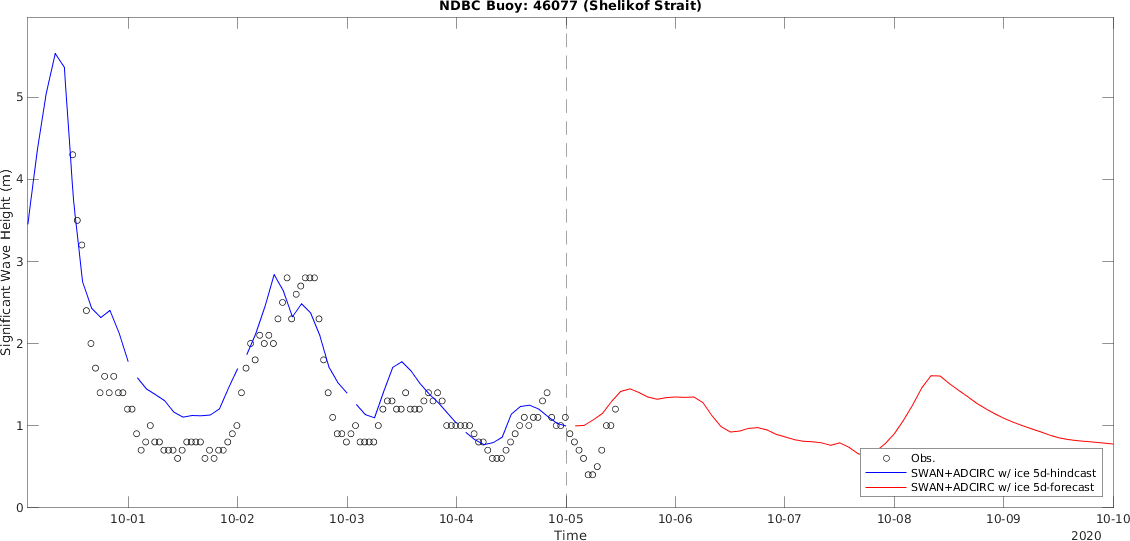 NDBC Buoy: 46077 (Shelikof Strait)
Significant Wave Height (m)
5
4
3
2
1
0
Obs.
SWAN+ADCIRC w/ ice 5d-hindcast
SWAN+ADCIRC w/ ice 5d-forecast
10-01 10-02 10-03 10-04 10-05 10-06 10-07 10-08 10-09 10-10
Time
2020